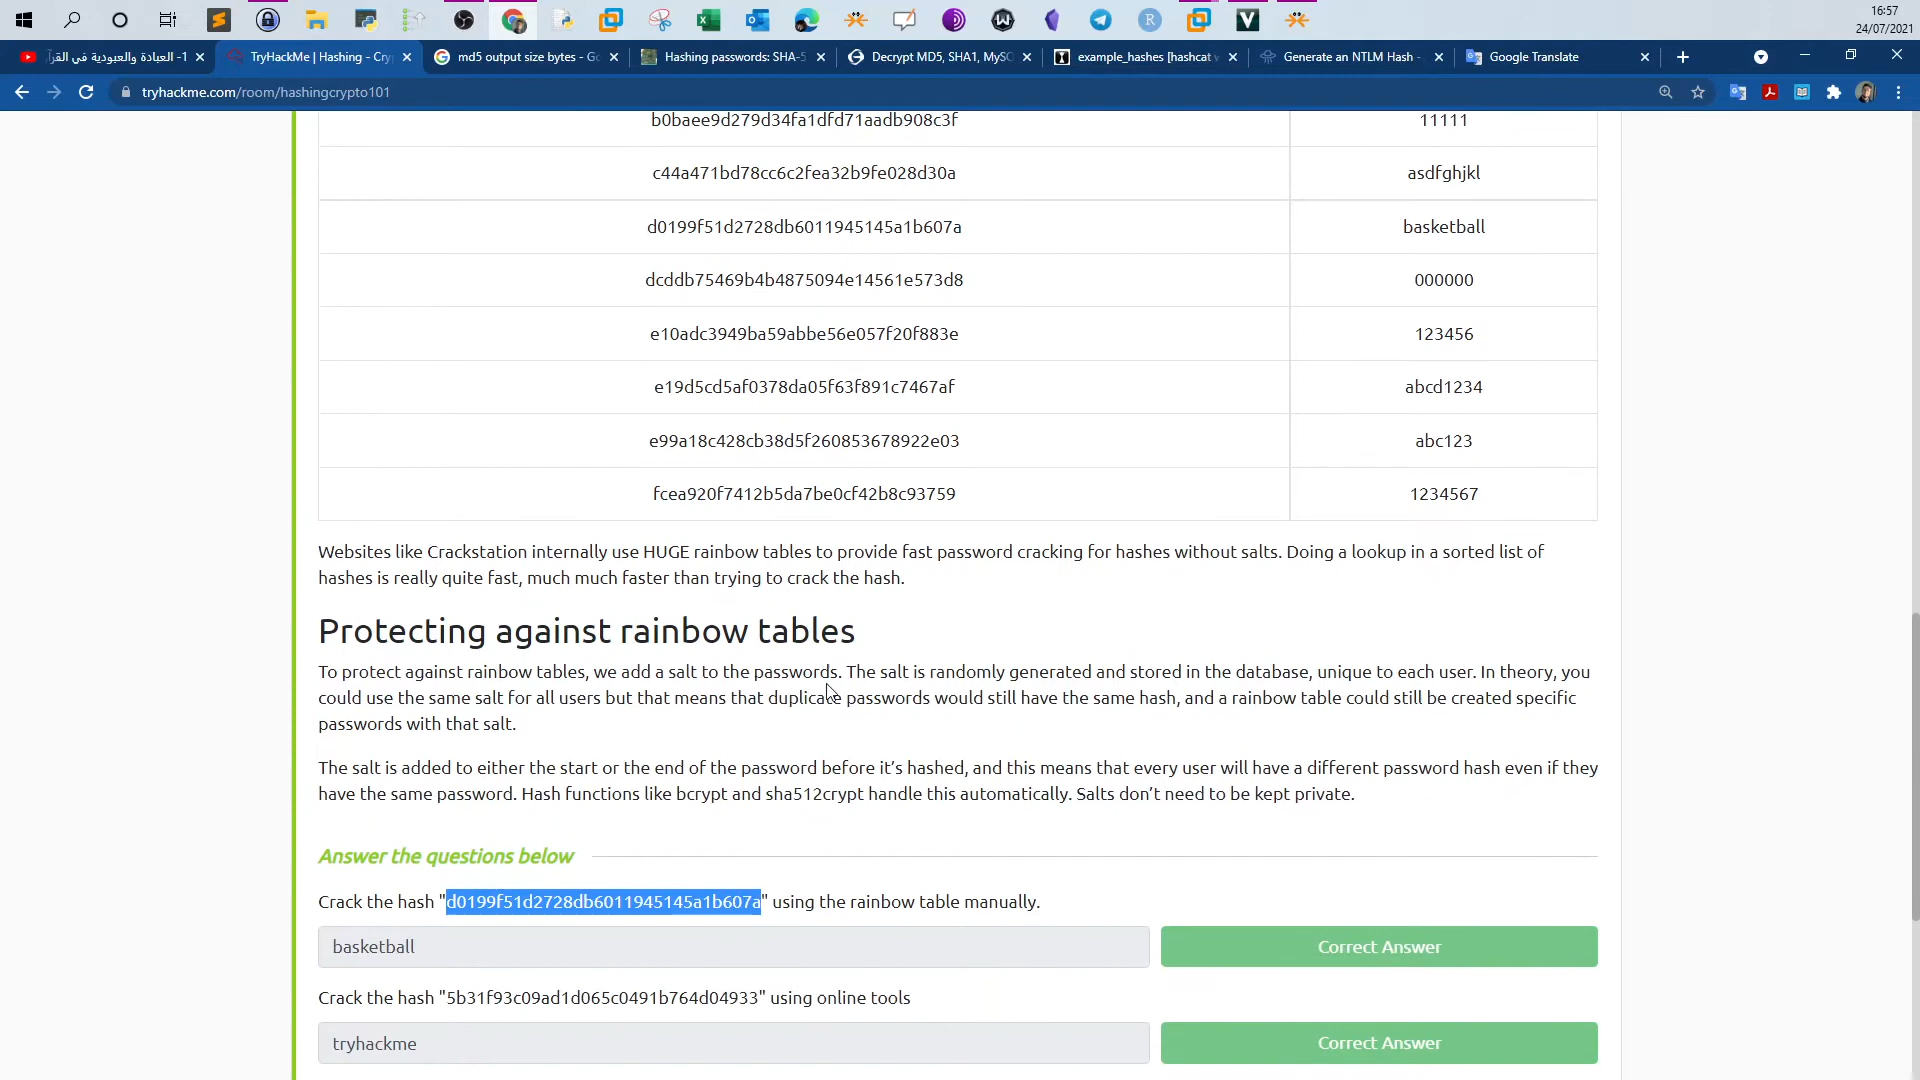 16:57
24/07/2021
1- العبادة والعبودية في القرآ
TryHackMe | Hashing - Cry
md5 output size bytes - Go
Hashing passwords: SHA-5
Decrypt MD5, SHA1, MySQ
example_hashes [hashcat w
Generate an NTLM Hash -
Google Translate
tryhackme.com/room/hashingcrypto101
b0baee9d279d34fa1dfd71aadb908c3f 11111
c44a471bd78cc6c2fea32b9fe028d30a asdfghjkl
d0199f51d2728db6011945145a1b607a basketball
dcddb75469b4b4875094e14561e573d8 000000
e10adc3949ba59abbe56e057f20f883e 123456
e19d5cd5af0378da05f63f891c7467af abcd1234
e99a18c428cb38d5f260853678922e03 abc123
fcea920f7412b5da7be0cf42b8c93759 1234567
Websites like Crackstation internally use HUGE rainbow tables to provide fast password cracking for hashes without salts. Doing a lookup in a sorted list of
hashes is really quite fast, much much faster than trying to crack the hash.
Protecting against rainbow tables
To protect against rainbow tables, we add a salt to the passwords. The salt is randomly generated and stored in the database, unique to each user. In theory, you
could use the same salt for all users but that means that duplicate passwords would still have the same hash, and a rainbow table could still be created specific
passwords with that salt.
The salt is added to either the start or the end of the password before it’s hashed, and this means that every user will have a different password hash even if they
have the same password. Hash functions like bcrypt and sha512crypt handle this automatically. Salts don’t need to be kept private.
Answer the questions below
Crack the hash "d0199f51d2728db6011945145a1b607a" using the rainbow table manually.
basketball
Correct Answer
Crack the hash "5b31f93c09ad1d065c0491b764d04933" using online tools
tryhackme
Correct Answer